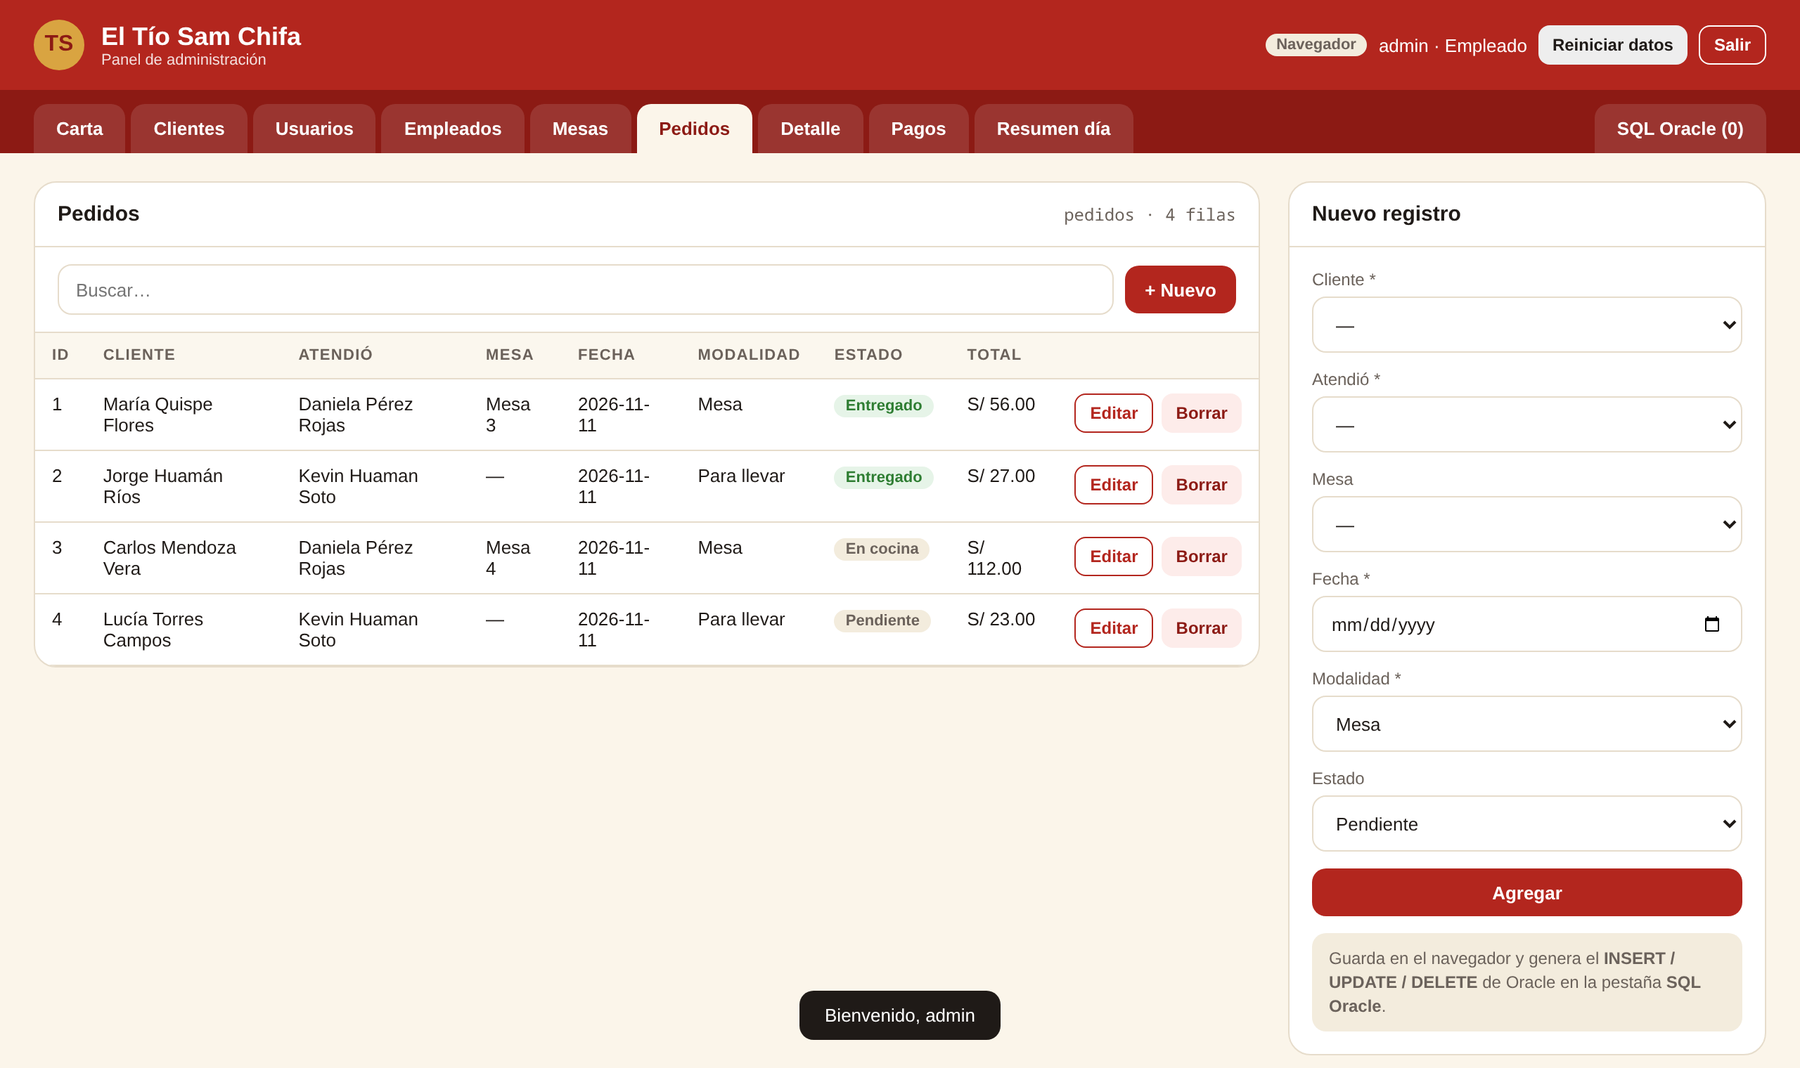 TS
El Tío Sam Chifa
Panel de administración
Navegador
admin · Empleado
Reiniciar datos
Salir
Carta
Clientes
Usuarios
Empleados
Mesas
Pedidos
Detalle
Pagos
Resumen día
SQL Oracle (0)
Pedidos
pedidos · 4 filas
Buscar…
+ Nuevo
ID CLIENTE ATENDIÓ MESA FECHA MODALIDAD ESTADO TOTAL
1 María Quispe Daniela Pérez Mesa 2026-11- Mesa Entregado S/ 56.00 Editar Borrar
Flores Rojas 3 11
2 Jorge Huamán Kevin Huaman — 2026-11- Para llevar Entregado S/ 27.00 Editar Borrar
Ríos Soto 11
3 Carlos Mendoza Daniela Pérez Mesa 2026-11- Mesa En cocina S/ Editar Borrar
Vera Rojas 4 11 112.00
4 Lucía Torres Kevin Huaman — 2026-11- Para llevar Pendiente S/ 23.00 Editar Borrar
Campos Soto 11
Nuevo registro
Cliente *
—
Atendió *
—
Mesa
—
Fecha *
mm/dd/yyyy
Modalidad *
Mesa
Estado
Pendiente
Agregar
Guarda en el navegador y genera el INSERT /
UPDATE / DELETE de Oracle en la pestaña SQL
Oracle.
Bienvenido, admin